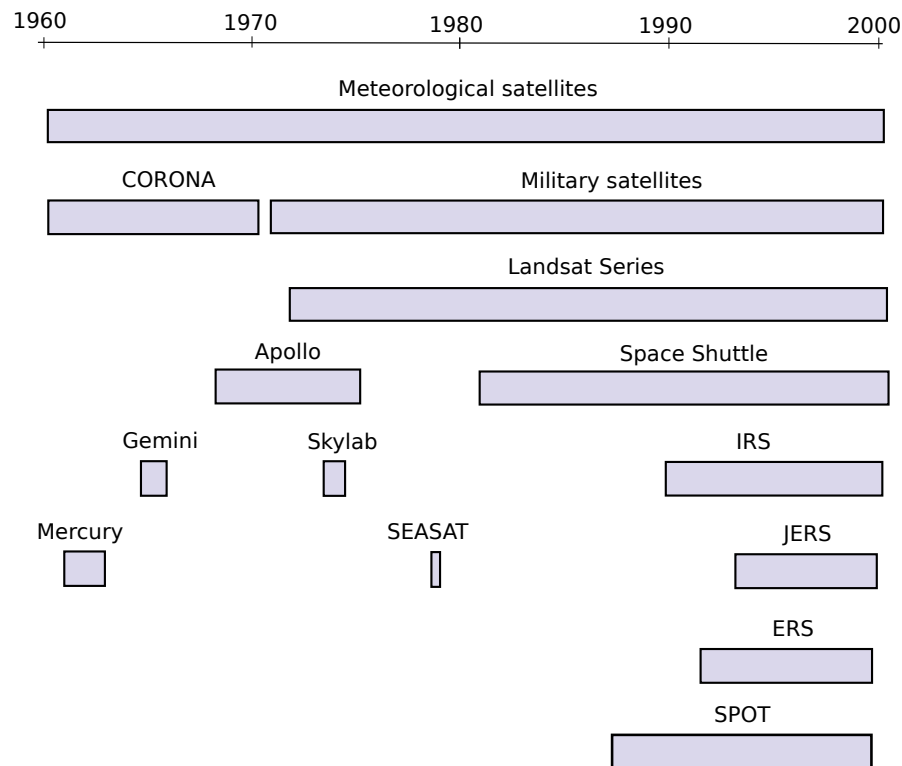 1960 1970 1980 1990 2000
Meteorological satellites
CORONA Military satellites
Landsat Series
Apollo Space Shuttle
Gemini Skylab IRS
Mercury SEASAT JERS
ERS
SPOT